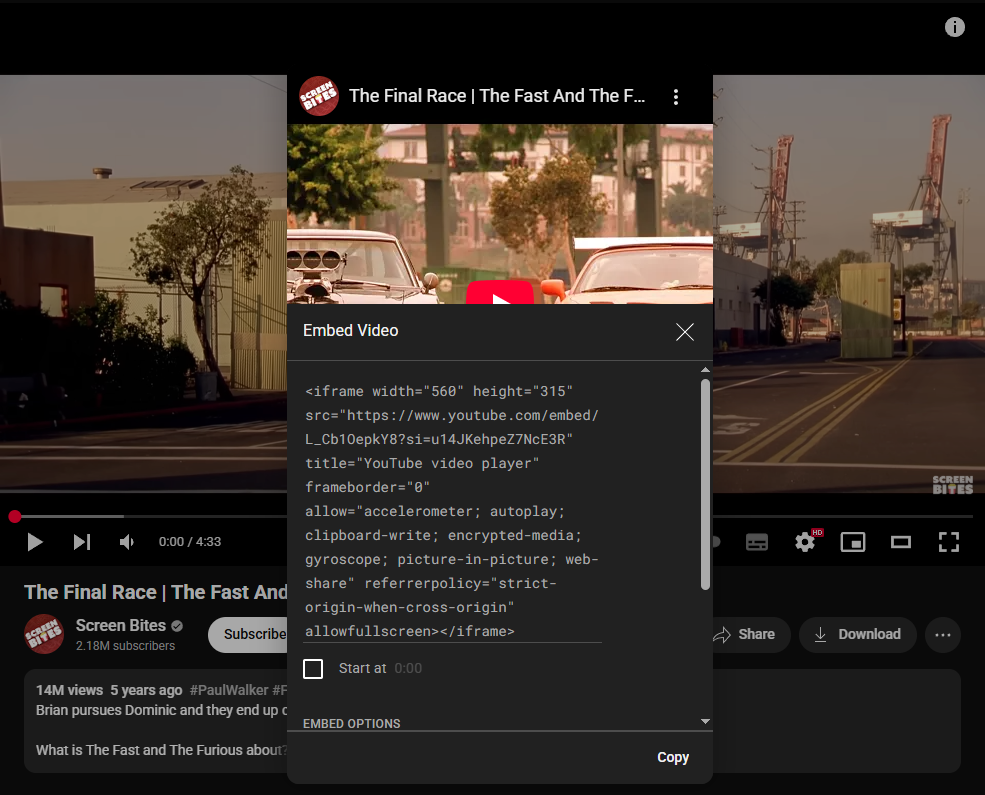 SCREEN BITES
The Final Race | The Fast And The F...
Embed Video
<iframe width="560" height="315"
src="https://www.youtube.com/embed/
L_Cb1OepkY8?si=u14JKehpeZ7NcE3R"
title="YouTube video player"
frameborder="0"
allow="accelerometer; autoplay;
clipboard-write; encrypted-media;
gyroscope; picture-in-picture; web-
share" referrerpolicy="strict-
origin-when-cross-origin"
allowfullscreen></iframe>
Start at 0:00
EMBED OPTIONS
Copy
SCREEN
BITES
0:00 / 4:33
HD
The Final Race | The Fast And
SCREEN BITES
Screen Bites
2.18M subscribers
Subscribe
Share
Download
14M views 5 years ago #PaulWalker #F
Brian pursues Dominic and they end up
What is The Fast and The Furious about?